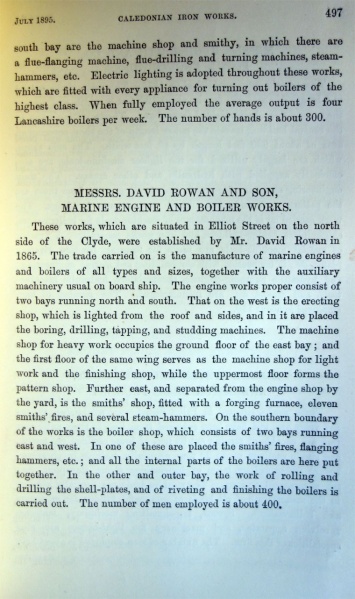 JULY 1895. CALEDONIAN IRON WORKS. 497
south bay are the machine shop and smithy, in which there are
a flue-flanging machine, flue-drilling and turning machines, steam-
hammers, etc. Electric lighting is adopted throughout these works,
which are fitted with every appliance for turning out boilers of the
highest class. When fully employed the average output is four
Lancashire boilers per week. The number of hands is about 300.
MESSRS. DAVID ROWAN AND SON,
MARINE ENGINE AND BOILER WORKS.
These works, which are situated in Elliot Street on the north
side of the Clyde, were established by Mr. David Rowan in
1865. The trade carried on is the manufacture of marine engines
and boilers of all types and sizes, together with the auxiliary
machinery usual on board ship. The engine works proper consist of
two bays running north and south. That on the west is the erecting
shop, which is lighted from the roof and sides, and in it are placed
the boring, drilling, tapping, and studding machines. The machine
shop for heavy work occupies the ground floor of the east bay; and
the first floor of the same wing serves as the machine shop for light
work and the finishing shop, while the uppermost floor forms the
pattern shop. Further east, and separated from the engine shop by
the yard, is the smiths' shop, fitted with a forging furnace, eleven
smiths' fires, and several steam-hammers. On the southern boundary
of the works is the boiler shop, which consists of two bays running
east and west. In one of these are placed the smiths' fires, flanging
hammers, etc.; and all the internal parts of the boilers are here put
together. In the other and outer bay, the work of rolling and
drilling the shell-plates, and of riveting and finishing the boilers is
carried out. The number of men employed is about 400.